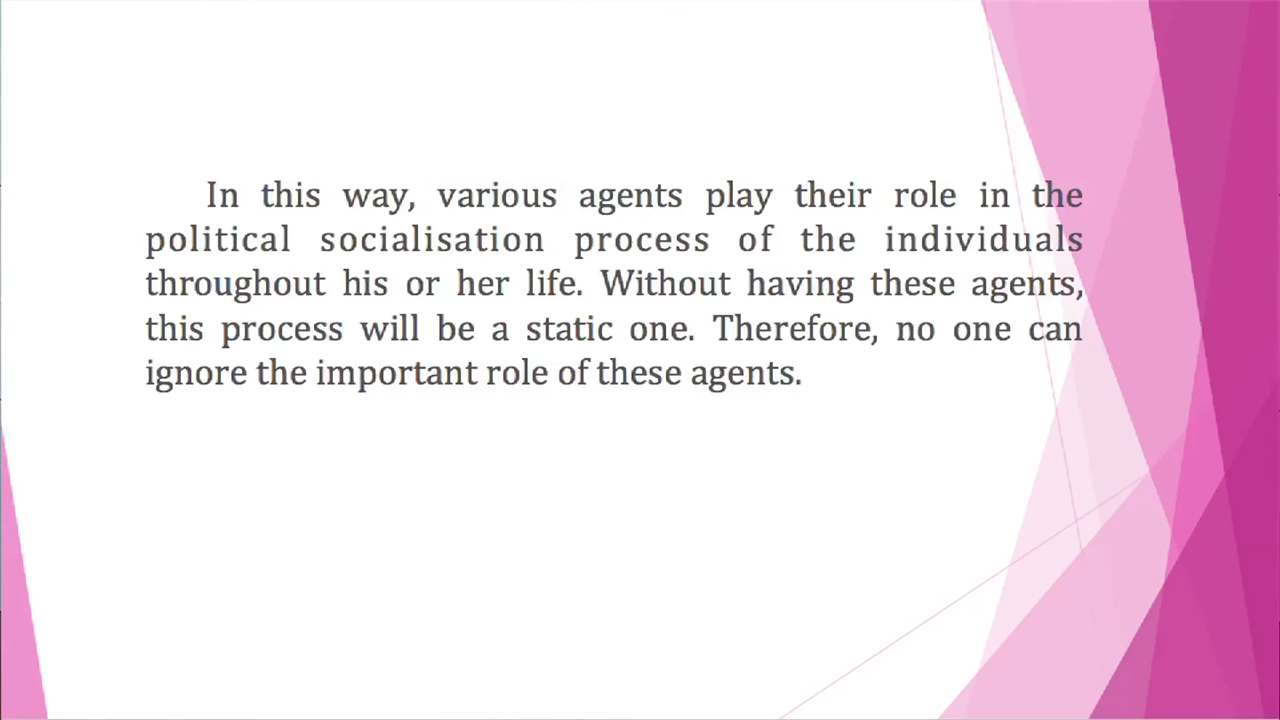 In this way, various agents play their role in the
political socialisation process of the individuals
throughout his or her life. Without having these agents,
this process will be a static one. Therefore, no one can
ignore the important role of these agents.